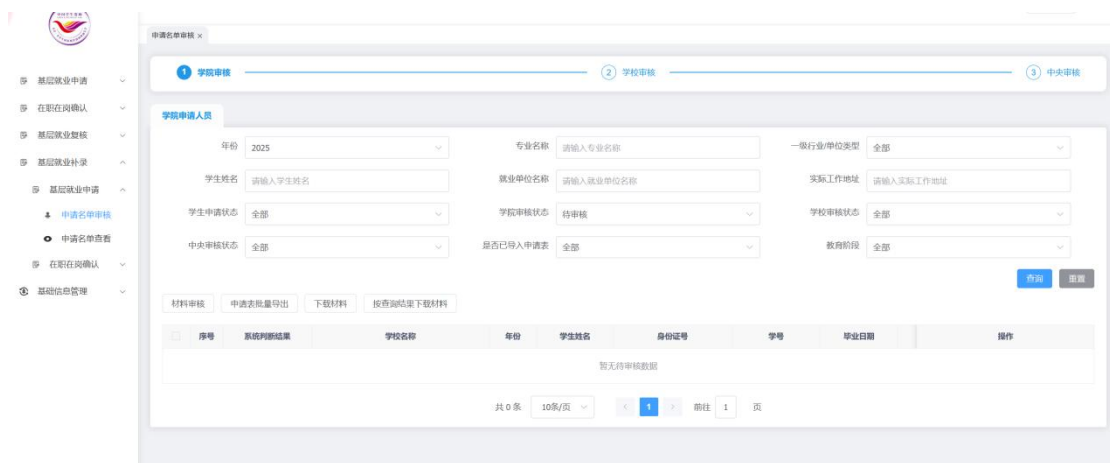 申请名单审核 ×
1 学院审核
2 学校审核
3 中央审核
基层就业申请
在职在岗确认
基层就业复核
基层就业补录
基层就业申请
申请名单审核
申请名单查看
在职在岗确认
基础信息管理
学院申请人员
年份 2025 专业名称 请输入专业名称 一级行业/单位类型 全部
学生姓名 请输入学生姓名 就业单位名称 请输入就业单位名称 实际工作地址 请输入实际工作地址
学生申请状态 全部 学院审核状态 待审核 学校审核状态 全部
中央审核状态 全部 是否已导入申请表 全部 教育阶段 全部
查询 重置
材料审核 申请表批量导出 下载材料 按查询结果下载材料
序号 系统判断结果 学校名称 年份 学生姓名 身份证号 学号 毕业日期 操作
暂无待审核数据
共 0 条 10条/页 < 1 > 前往 1 页